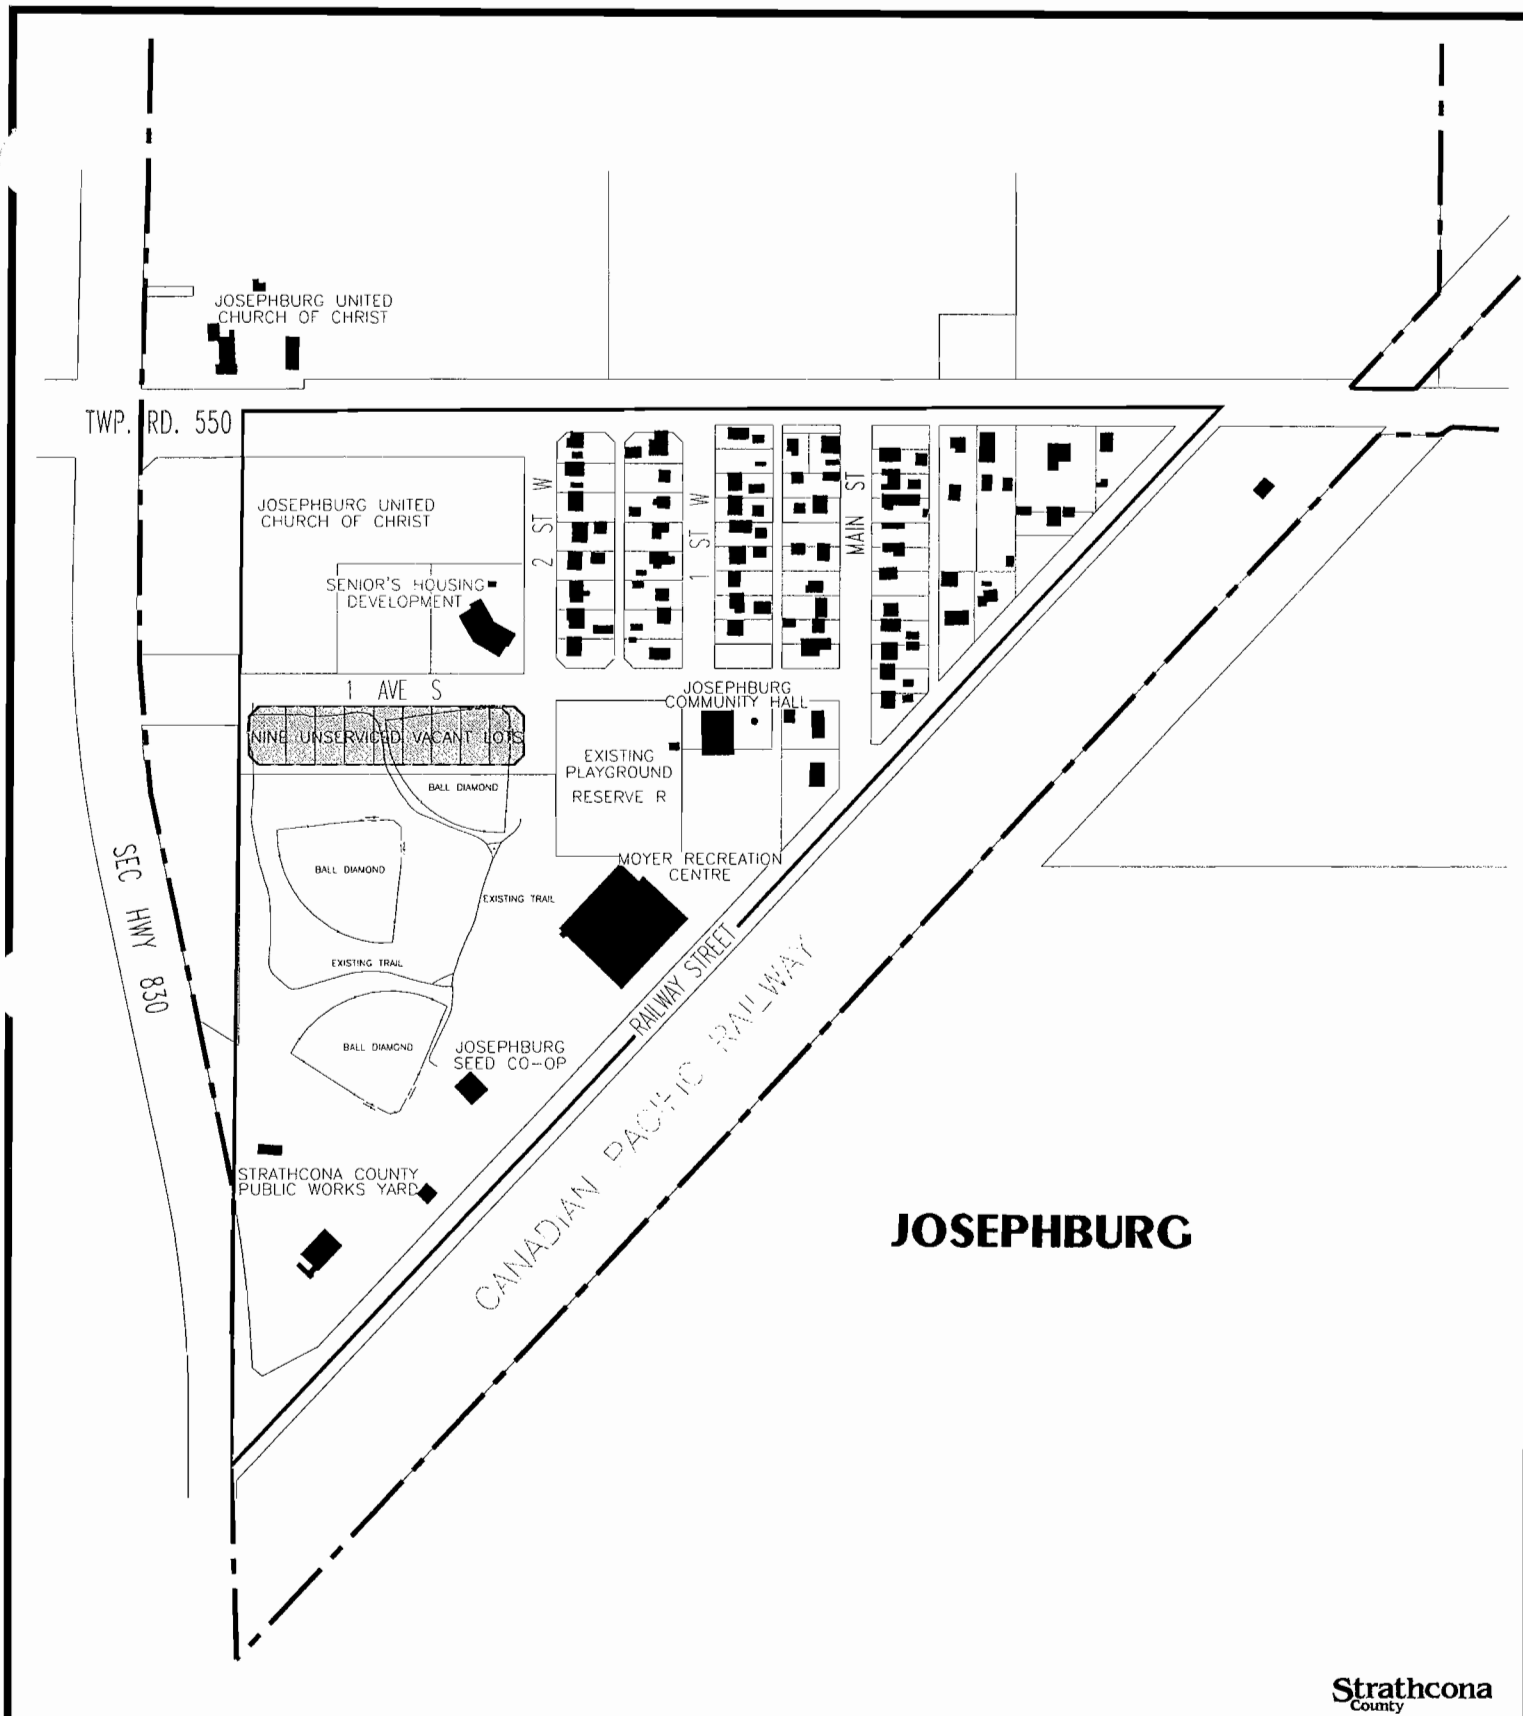 JOSEPHBURG UNITED
CHURCH OF CHRIST
TWP. RD. 550
JOSEPHBURG UNITED
CHURCH OF CHRIST
2 ST W
1 ST W
MAIN ST
SENIOR'S HOUSING
DEVELOPMENT
1 AVE S
JOSEPHBURG
COMMUNITY HALL
NINE UNSERVICED VACANT LOTS
EXISTING
PLAYGROUND
RESERVE R
BALL DIAMOND
BALL DIAMOND
MOYER RECREATION
CENTRE
EXISTING TRAIL
SEC HWY 830
EXISTING TRAIL
RAILWAY STREET
CANADIAN PACIFIC RAILWAY
BALL DIAMOND
JOSEPHBURG
SEED CO-OP
STRATHCONA COUNTY
PUBLIC WORKS YARD
JOSEPHBURG
Strathcona
County